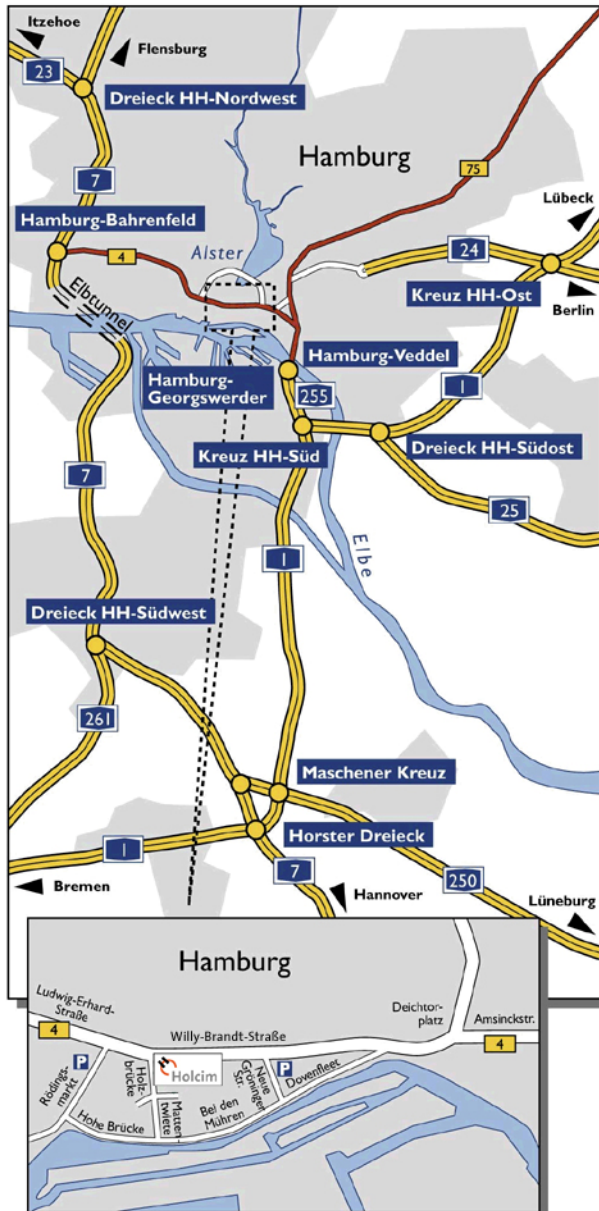 Itzehoe
Flensburg
23
Dreieck HH-Nordwest
Hamburg
75
7
Lübeck
Hamburg-Bahrenfeld
4
Alster
24
Elbtunnel
Kreuz HH-Ost
Berlin
Hamburg-Veddel
Hamburg-
Georgswerder
255
1
Kreuz HH-Süd
Dreieck HH-Südost
7
25
1
Elbe
Dreieck HH-Südwest
261
Maschener Kreuz
Horster Dreieck
1
7
250
Bremen
Hannover
Lüneburg
Hamburg
Ludwig-Erhard-
Straße
4
Willy-Brandt-Straße
Deichtor-
platz
Amsinckstr.
4
P
Rödings-
markt
Holz-
brücke
Holcim
P
Neue
Gröninger
Str.
Dovenfleet
Hohe Brücke
Matten-
twiete
Bei den
Mühren